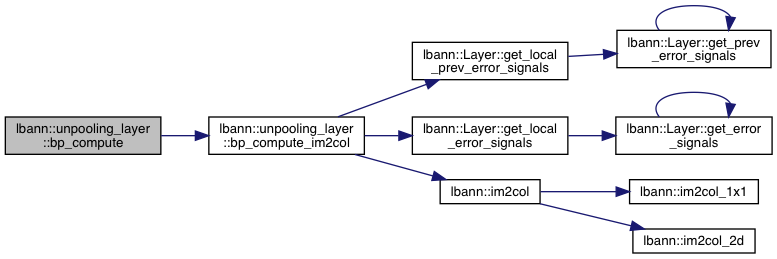 lbann::unpooling_layer
::bp_compute
lbann::unpooling_layer
::bp_compute_im2col
lbann::Layer::get_local
_prev_error_signals
lbann::Layer::get_prev
_error_signals
lbann::Layer::get_local
_error_signals
lbann::Layer::get_error
_signals
lbann::im2col
lbann::im2col_1x1
lbann::im2col_2d